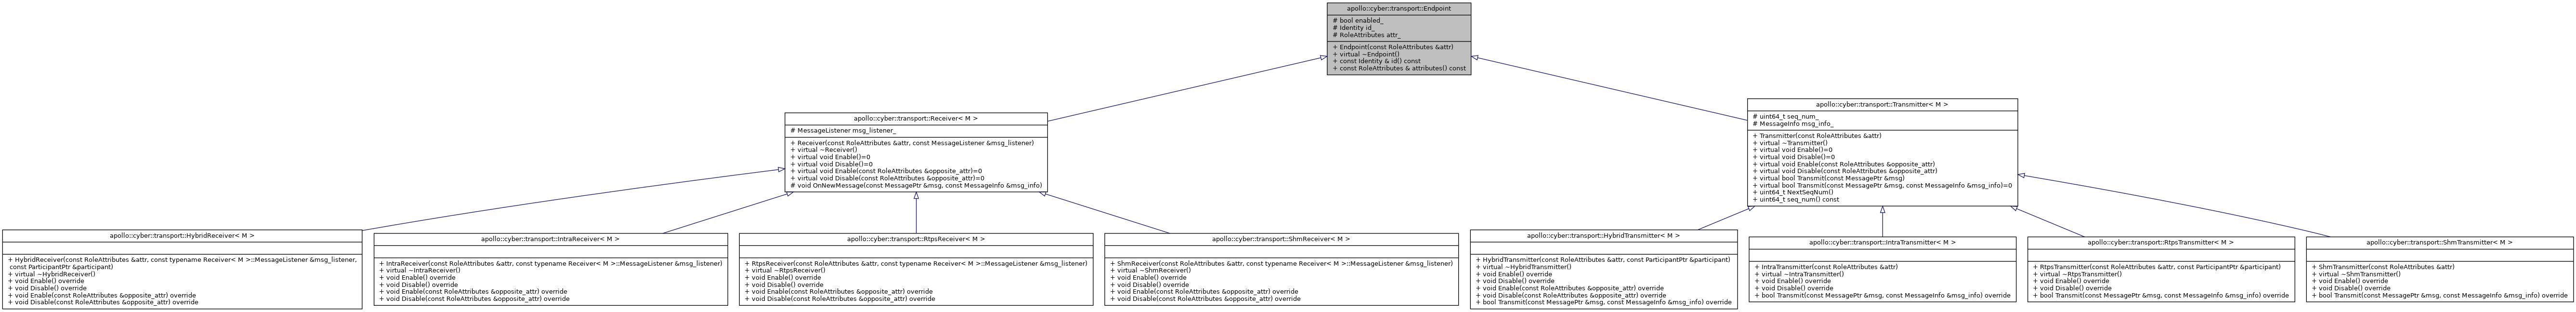 apollo::cyber::transport::Endpoint
# bool enabled_
# Identity id_
# RoleAttributes attr_
+ Endpoint(const RoleAttributes &attr)
+ virtual ~Endpoint()
+ const Identity & id() const
+ const RoleAttributes & attributes() const
apollo::cyber::transport::Receiver< M >
# MessageListener msg_listener_
+ Receiver(const RoleAttributes &attr, const MessageListener &msg_listener)
+ virtual ~Receiver()
+ virtual void Enable()=0
+ virtual void Disable()=0
+ virtual void Enable(const RoleAttributes &opposite_attr)=0
+ virtual void Disable(const RoleAttributes &opposite_attr)=0
# void OnNewMessage(const MessagePtr &msg, const MessageInfo &msg_info)
apollo::cyber::transport::Transmitter< M >
# uint64_t seq_num_
# MessageInfo msg_info_
+ Transmitter(const RoleAttributes &attr)
+ virtual ~Transmitter()
+ virtual void Enable()=0
+ virtual void Disable()=0
+ virtual void Enable(const RoleAttributes &opposite_attr)
+ virtual void Disable(const RoleAttributes &opposite_attr)
+ virtual bool Transmit(const MessagePtr &msg)
+ virtual bool Transmit(const MessagePtr &msg, const MessageInfo &msg_info)=0
+ uint64_t NextSeqNum()
+ uint64_t seq_num() const
apollo::cyber::transport::HybridReceiver< M >
+ HybridReceiver(const RoleAttributes &attr, const typename Receiver< M >::MessageListener &msg_listener,
const ParticipantPtr &participant)
+ virtual ~HybridReceiver()
+ void Enable() override
+ void Disable() override
+ void Enable(const RoleAttributes &opposite_attr) override
+ void Disable(const RoleAttributes &opposite_attr) override
apollo::cyber::transport::IntraReceiver< M >
+ IntraReceiver(const RoleAttributes &attr, const typename Receiver< M >::MessageListener &msg_listener)
+ virtual ~IntraReceiver()
+ void Enable() override
+ void Disable() override
+ void Enable(const RoleAttributes &opposite_attr) override
+ void Disable(const RoleAttributes &opposite_attr) override
apollo::cyber::transport::RtpsReceiver< M >
+ RtpsReceiver(const RoleAttributes &attr, const typename Receiver< M >::MessageListener &msg_listener)
+ virtual ~RtpsReceiver()
+ void Enable() override
+ void Disable() override
+ void Enable(const RoleAttributes &opposite_attr) override
+ void Disable(const RoleAttributes &opposite_attr) override
apollo::cyber::transport::ShmReceiver< M >
+ ShmReceiver(const RoleAttributes &attr, const typename Receiver< M >::MessageListener &msg_listener)
+ virtual ~ShmReceiver()
+ void Enable() override
+ void Disable() override
+ void Enable(const RoleAttributes &opposite_attr) override
+ void Disable(const RoleAttributes &opposite_attr) override
apollo::cyber::transport::HybridTransmitter< M >
+ HybridTransmitter(const RoleAttributes &attr, const ParticipantPtr &participant)
+ virtual ~HybridTransmitter()
+ void Enable() override
+ void Disable() override
+ void Enable(const RoleAttributes &opposite_attr) override
+ void Disable(const RoleAttributes &opposite_attr) override
+ bool Transmit(const MessagePtr &msg, const MessageInfo &msg_info) override
apollo::cyber::transport::IntraTransmitter< M >
+ IntraTransmitter(const RoleAttributes &attr)
+ virtual ~IntraTransmitter()
+ void Enable() override
+ void Disable() override
+ bool Transmit(const MessagePtr &msg, const MessageInfo &msg_info) override
apollo::cyber::transport::RtpsTransmitter< M >
+ RtpsTransmitter(const RoleAttributes &attr, const ParticipantPtr &participant)
+ virtual ~RtpsTransmitter()
+ void Enable() override
+ void Disable() override
+ bool Transmit(const MessagePtr &msg, const MessageInfo &msg_info) override
apollo::cyber::transport::ShmTransmitter< M >
+ ShmTransmitter(const RoleAttributes &attr)
+ virtual ~ShmTransmitter()
+ void Enable() override
+ void Disable() override
+ bool Transmit(const MessagePtr &msg, const MessageInfo &msg_info) override